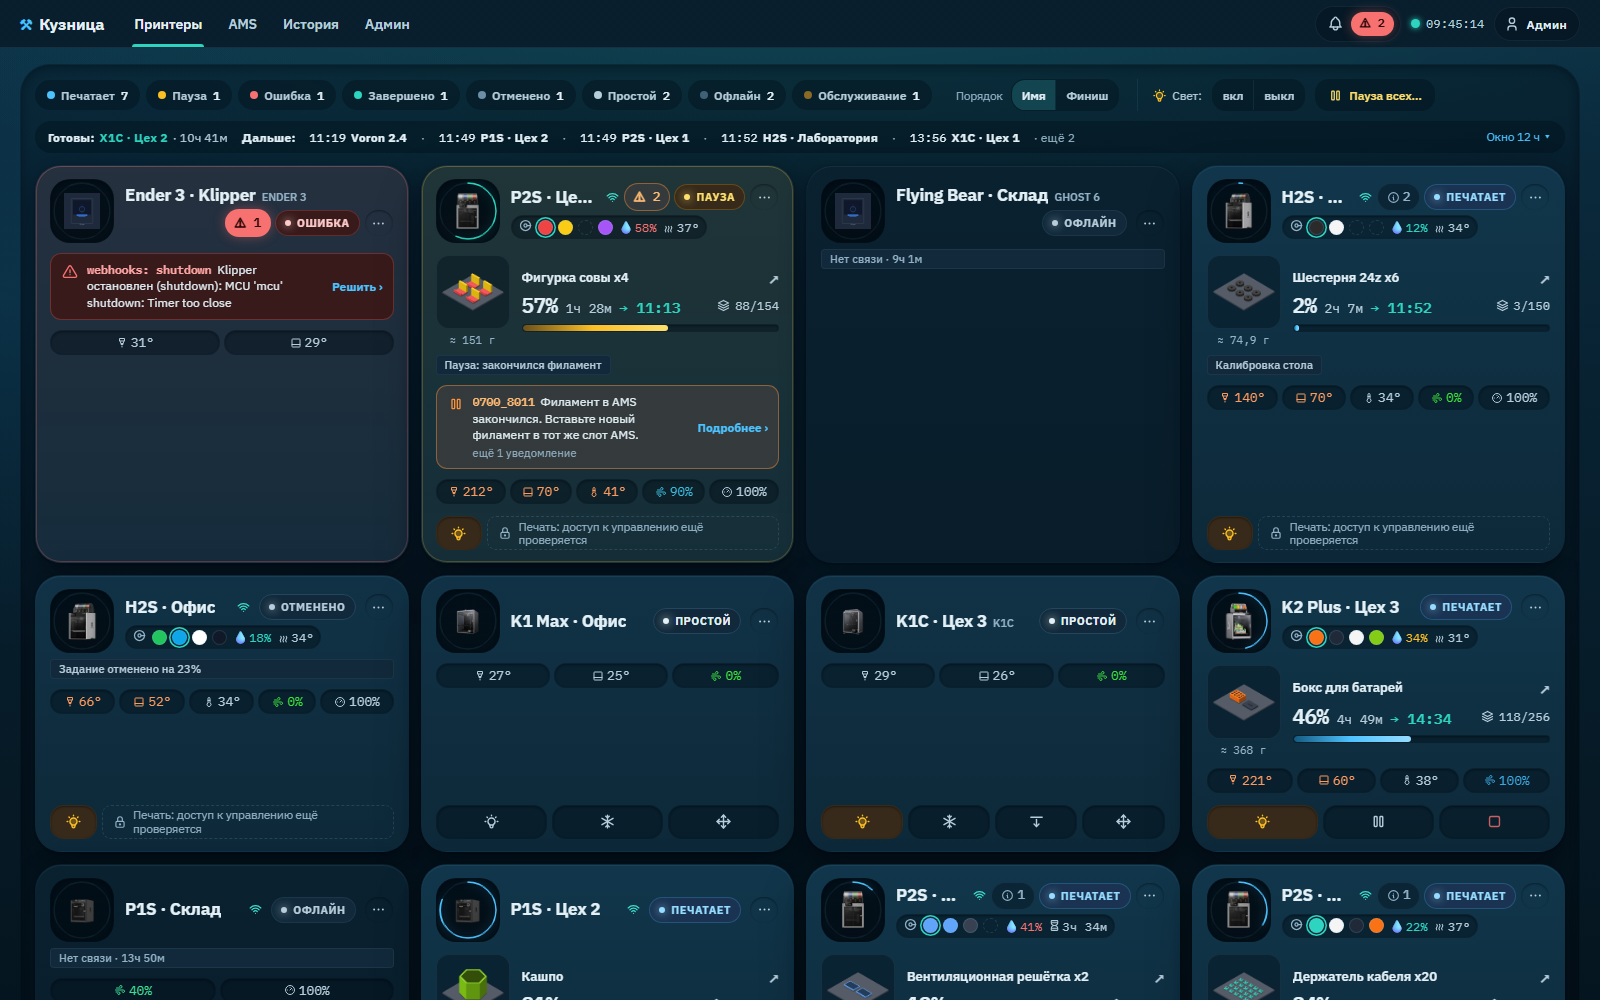 Кузница
Принтеры
AMS
История
Админ
2
09:45:14
Админ
Печатает 7
Пауза 1
Ошибка 1
Завершено 1
Отменено 1
Простой 2
Офлайн 2
Обслуживание 1
Порядок
Имя
Финиш
Свет:
вкл
выкл
Пауза всех...
Готовы: X1C · Цех 2 · 10ч 41м
Дальше: 11:19 Voron 2.4 · 11:49 P1S · Цех 2 · 11:49 P2S · Цех 1 · 11:52 H2S · Лаборатория · 13:56 X1C · Цех 1 · ещё 2
Окно 12 ч
Ender 3 · Klipper ENDER 3
1
ОШИБКА
webhooks: shutdown Klipper
остановлен (shutdown): MCU 'mcu'
shutdown: Timer too close
Решить ›
31°
29°
P2S · Це...
2
ПАУЗА
58%
37°
Фигурка совы x4
57% 1ч 28м → 11:13
88/154
≈ 151 г
Пауза: закончился филамент
0700_8011 Филамент в AMS
закончился. Вставьте новый
филамент в тот же слот AMS.
ещё 1 уведомление
Подробнее ›
212°
70°
41°
90%
100%
Печать: доступ к управлению ещё
проверяется
Flying Bear · Склад GHOST 6
ОФЛАЙН
Нет связи · 9ч 1м
H2S · ...
2
ПЕЧАТАЕТ
12%
34°
Шестерня 24z x6
2% 2ч 7м → 11:52
3/150
≈ 74,9 г
Калибровка стола
140°
70°
34°
0%
100%
Печать: доступ к управлению ещё
проверяется
H2S · Офис
ОТМЕНЕНО
18%
34°
Задание отменено на 23%
66°
52°
34°
0%
100%
Печать: доступ к управлению ещё
проверяется
K1 Max · Офис
ПРОСТОЙ
27°
25°
0%
K1C · Цех 3 K1C
ПРОСТОЙ
29°
26°
0%
K2 Plus · Цех 3
ПЕЧАТАЕТ
34%
31°
Бокс для батарей
46% 4ч 49м → 14:34
118/256
≈ 368 г
221°
60°
38°
100%
P1S · Склад
ОФЛАЙН
Нет связи · 13ч 50м
40%
100%
P1S · Цех 2
ПЕЧАТАЕТ
Кашпо
P2S · ...
1
ПЕЧАТАЕТ
41%
3ч 34м
Вентиляционная решётка x2
P2S · ...
1
ПЕЧАТАЕТ
22%
37°
Держатель кабеля x20